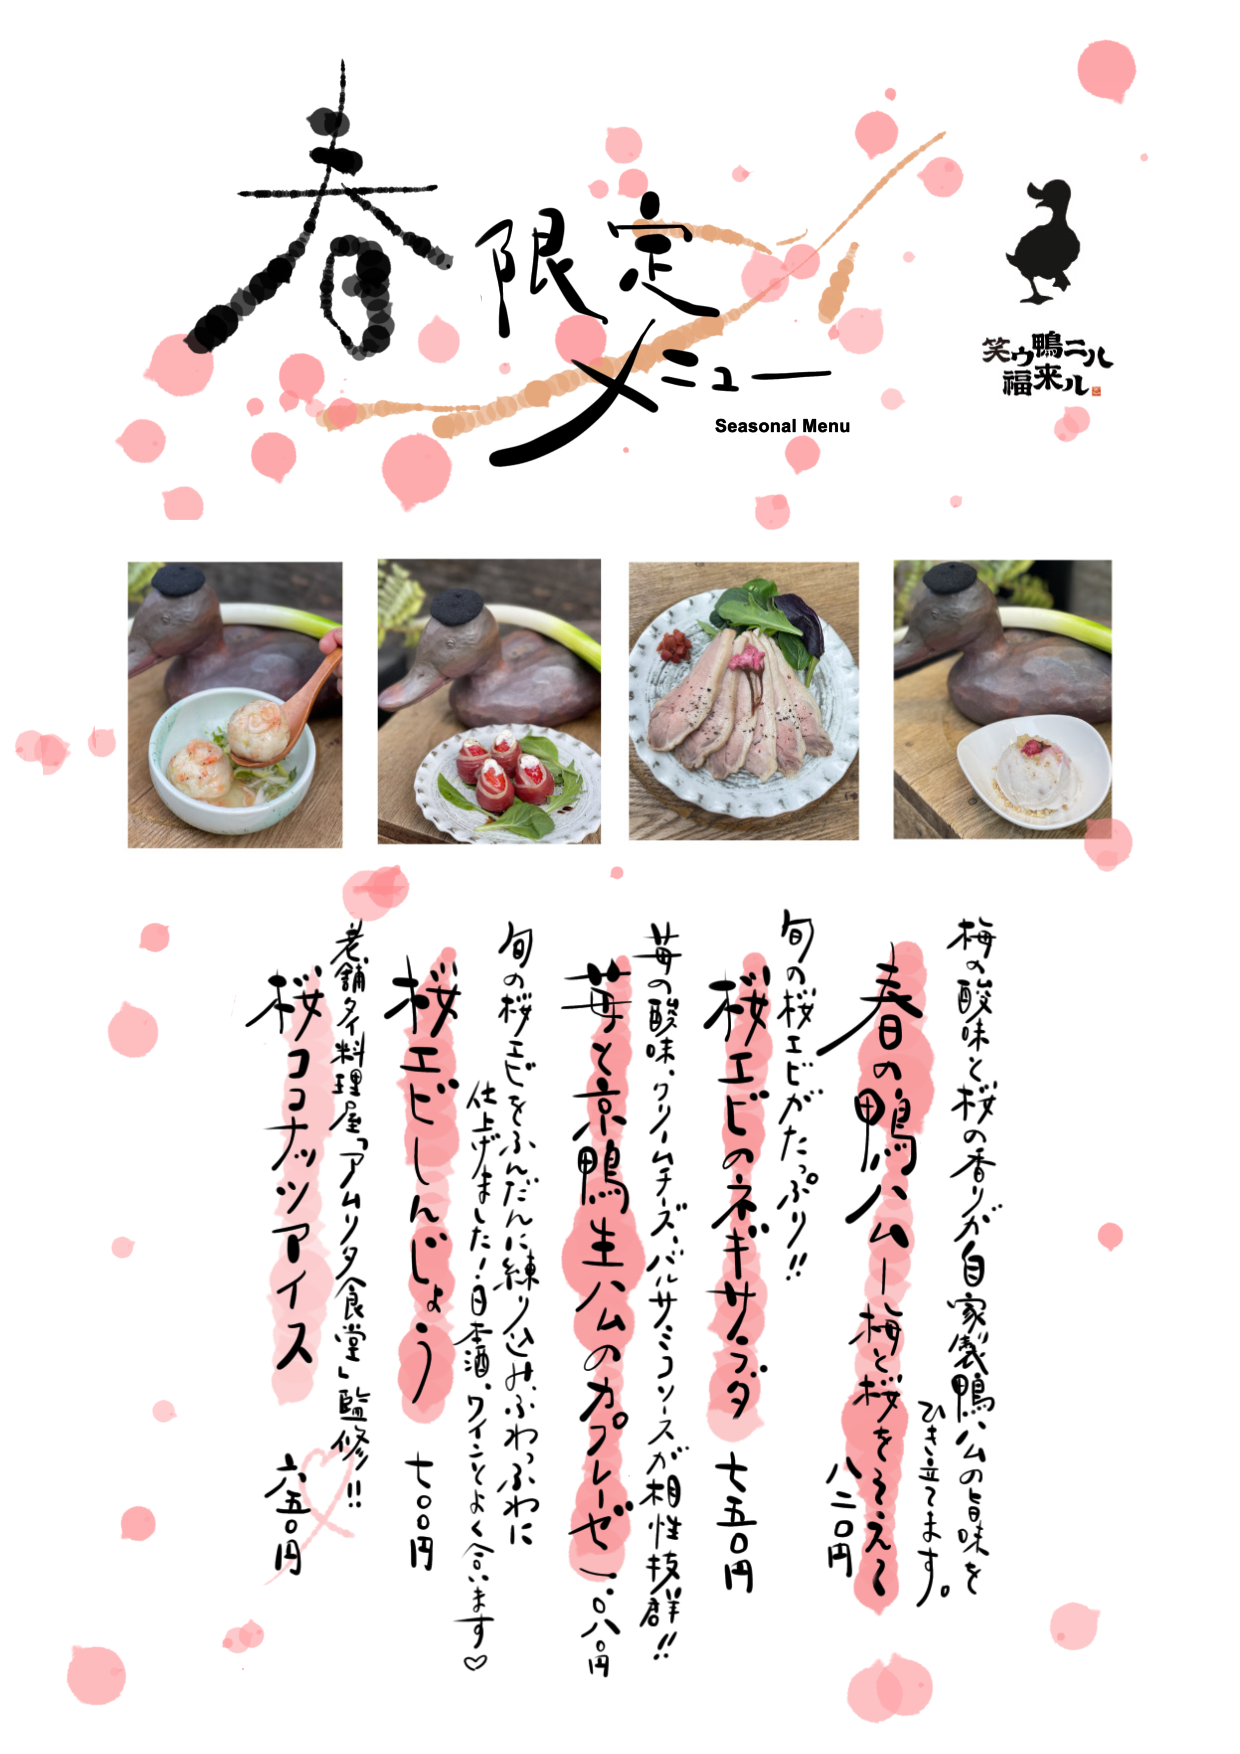 春限定
メニュー
Seasonal Menu
笑ウ鴨ニハ
福来ル
梅の酸味と桜の香りが自家製鴨ハムの旨味を
ひき立てます。
春の鴨ハムー梅と桜をそえて
八二〇円
旬の桜エビがたっぷり!!
桜エビのネギサラダ 七五〇円
苺の酸味、クリームチーズ、バルサミコソースが相性抜群!!
苺と京鴨生ハムのカプレーゼ 一、〇八〇円
旬の桜エビをふんだんに練り込み、ふわっふわに
仕上げました!日本酒、ワインとよく合います♡
桜エビしんじょう 七〇〇円
老舗タイ料理屋「アムリタ食堂」監修!!
桜ココナッツアイス 六五〇円